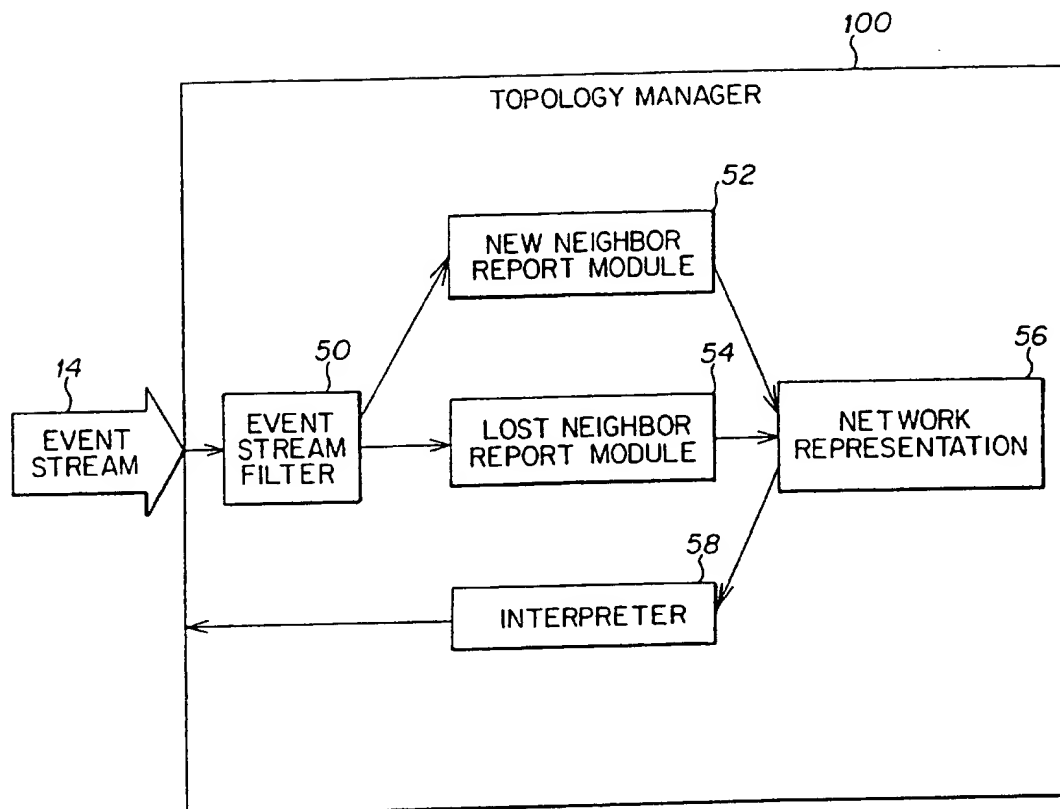 100
TOPOLOGY MANAGER
52
NEW NEIGHBOR
REPORT MODULE
50
14
EVENT
STREAM
EVENT
STREAM
FILTER
54
LOST NEIGHBOR
REPORT MODULE
56
NETWORK
REPRESENTATION
58
INTERPRETER